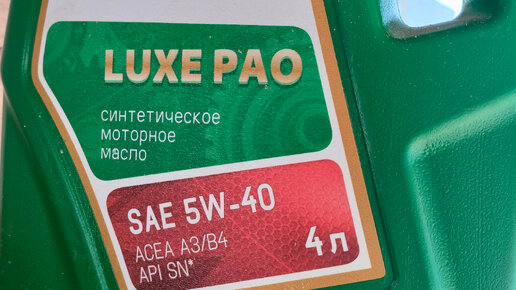 LUXE PAO
синтетическое
моторное
масло
SAE 5W-40
ACEA A3/B4
API SN*
4 л